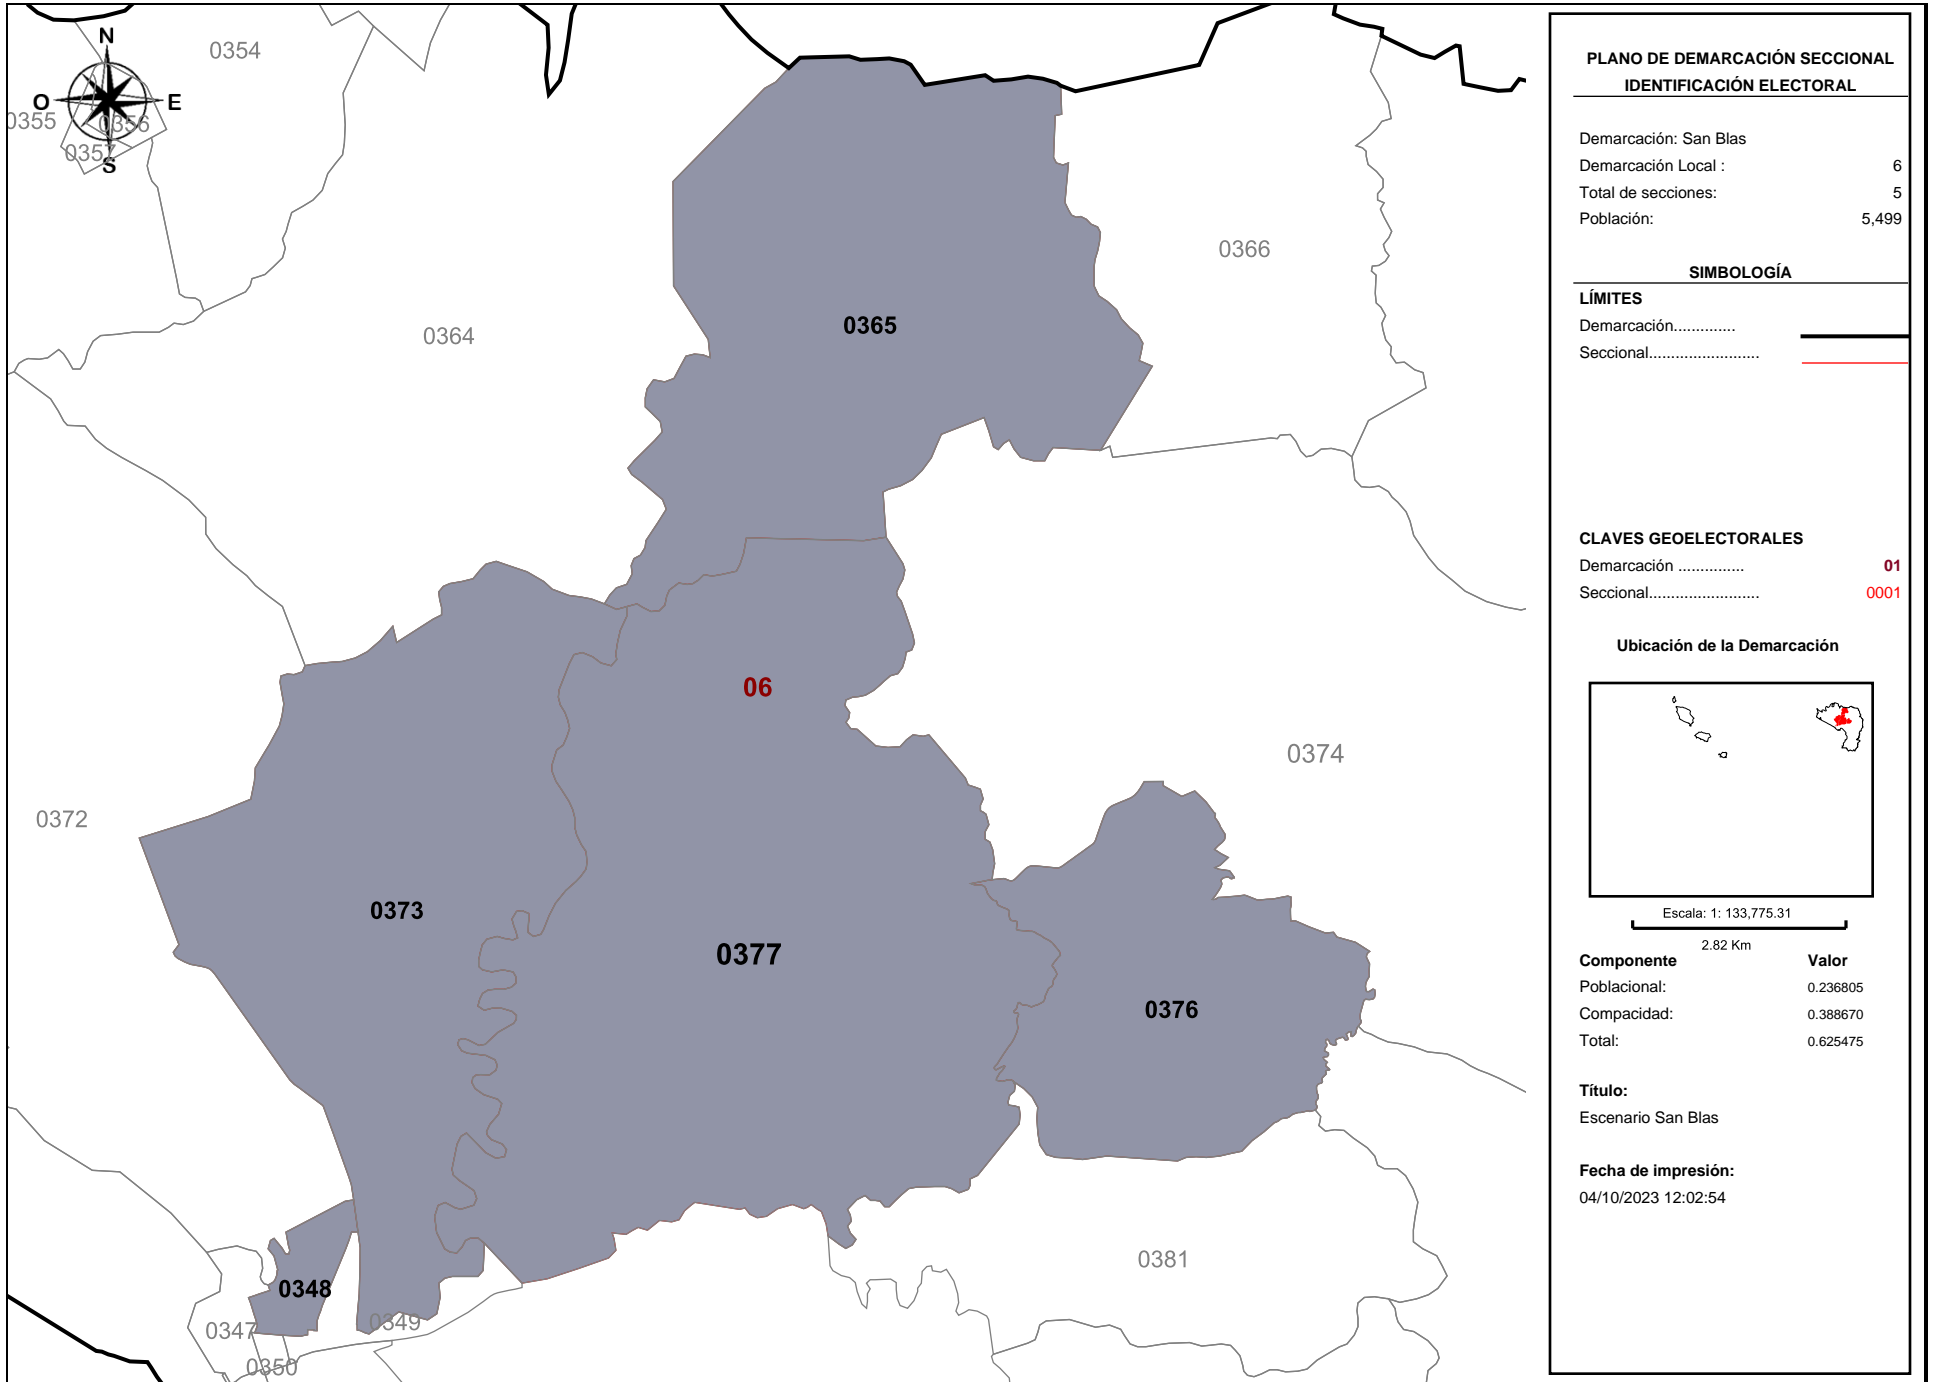 N
O
E
S
0354
0355
0356
0357
0366
0365
0364
06
0374
0372
0373
0377
0376
0381
0348
0349
0347
0350
PLANO DE DEMARCACIÓN SECCIONAL
IDENTIFICACIÓN ELECTORAL
Demarcación: San Blas
Demarcación Local : 6
Total de secciones: 5
Población: 5,499
SIMBOLOGÍA
LÍMITES
Demarcación..............
Seccional.........................
CLAVES GEOELECTORALES
Demarcación ............... 01
Seccional......................... 0001
Ubicación de la Demarcación
Escala: 1: 133,775.31
2.82 Km
Componente Valor
Poblacional: 0.236805
Compacidad: 0.388670
Total: 0.625475
Título:
Escenario San Blas
Fecha de impresión:
04/10/2023 12:02:54